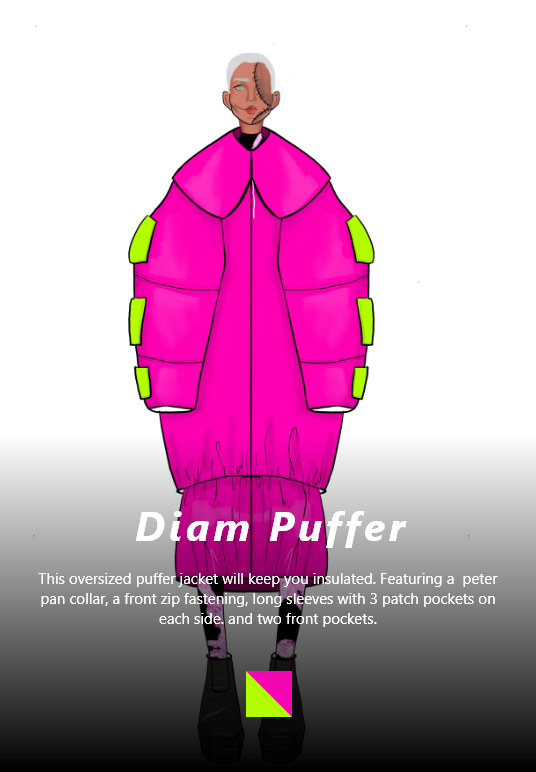 Diam Puffer
This oversized puffer jacket will keep you insulated. Featuring a  peter
pan collar, a front zip fastening, long sleeves with 3 patch pockets on
each side. and two front pockets.